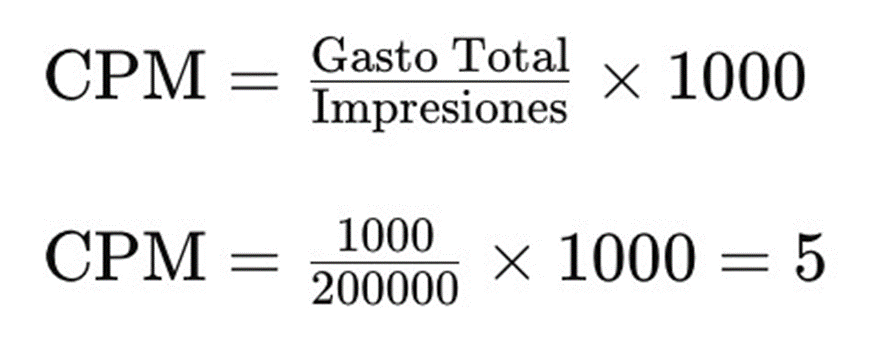 CPM = Gasto Total / Impresiones × 1000
CPM = 1000 / 200000 × 1000 = 5